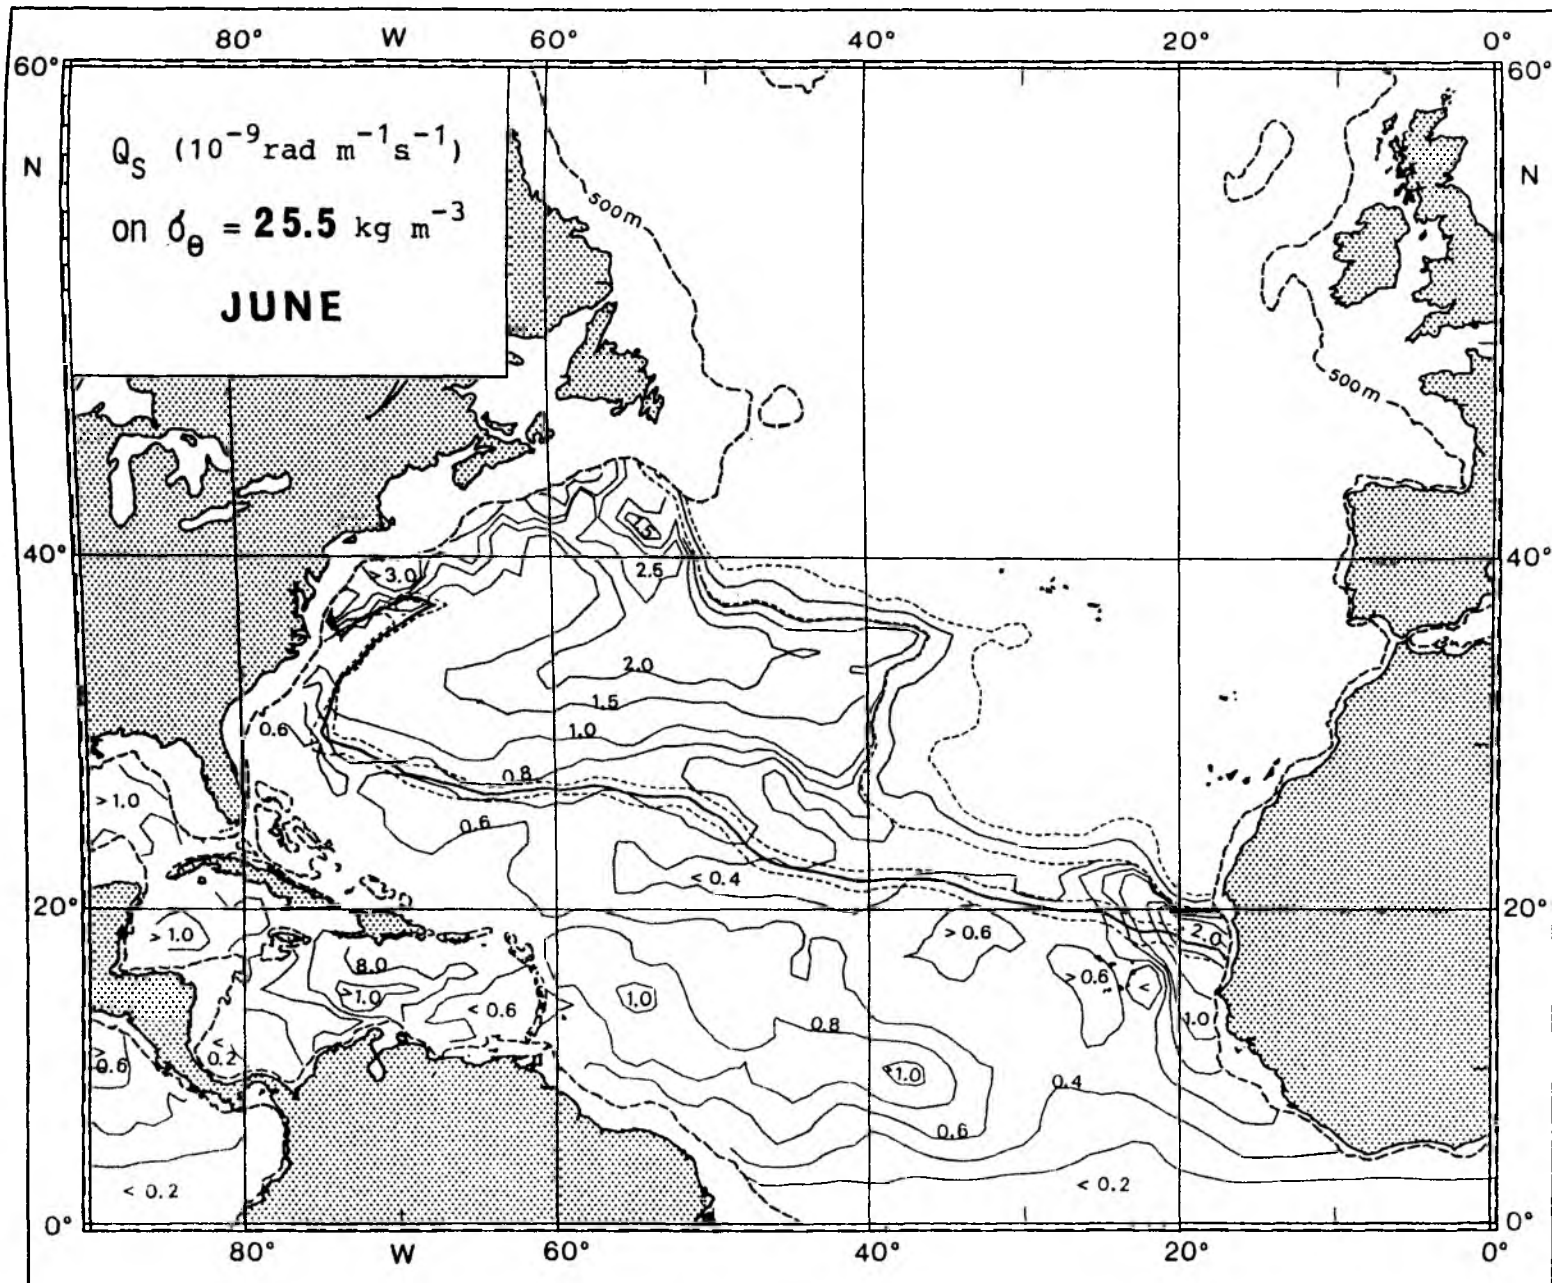 80° W 60° 40° 20° 0°
60° 60°
N N
Q_S (10⁻⁹ rad m⁻¹s⁻¹)
on σ_θ = 25.5 kg m⁻³
JUNE
500m
500m
4.5
40° 40°
> 3.0 2.5
2.0
1.5
0.6 1.0
0.8
> 1.0
0.6
< 0.4
20° 20°
> 1.0 > 0.6 2.0
8.0 > 0.6
> 1.0 1.0 <
< 0.6 0.8 1.0
< 0.2
> 0.6
1.0
0.4
0.6
< 0.2 < 0.2
0° 0°
80° W 60° 40° 20° 0°